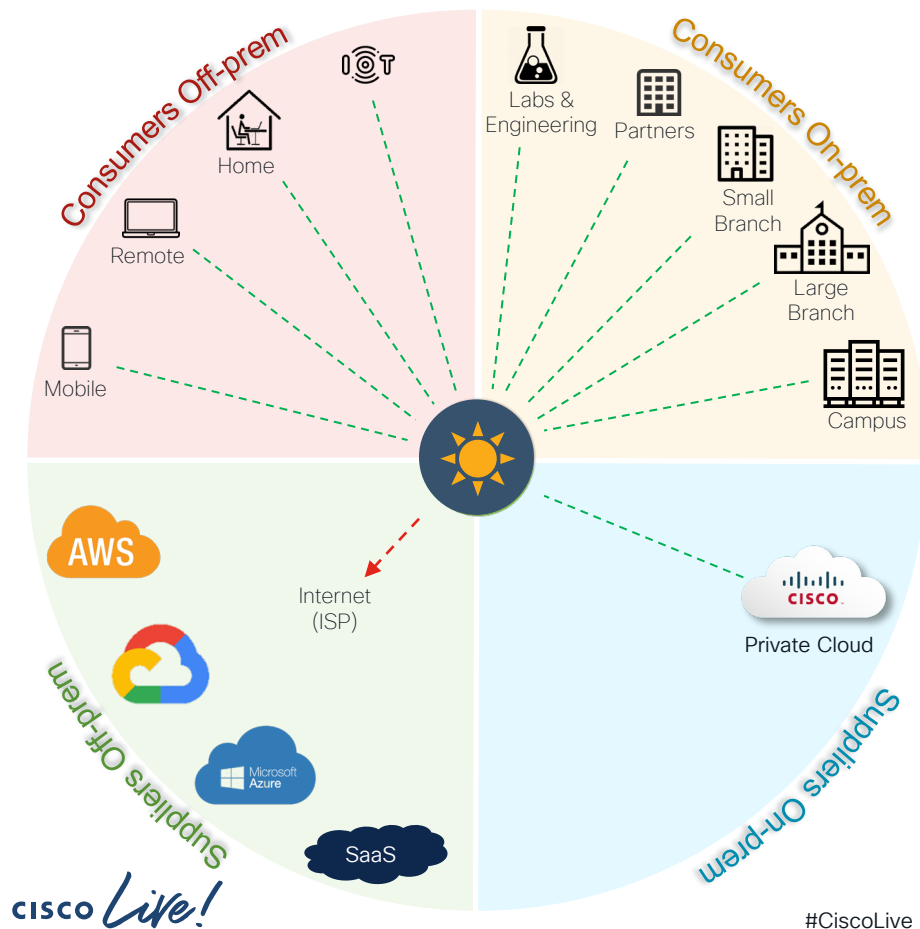 Consumers Off-prem
IOT
Home
Remote
Mobile
Consumers On-prem
Labs &
Engineering
Partners
Small
Branch
Large
Branch
Campus
AWS
Internet
(ISP)
Microsoft
Azure
SaaS
Suppliers Off-prem
CISCO
Private Cloud
Suppliers On-prem
CISCO Live!
#CiscoLive